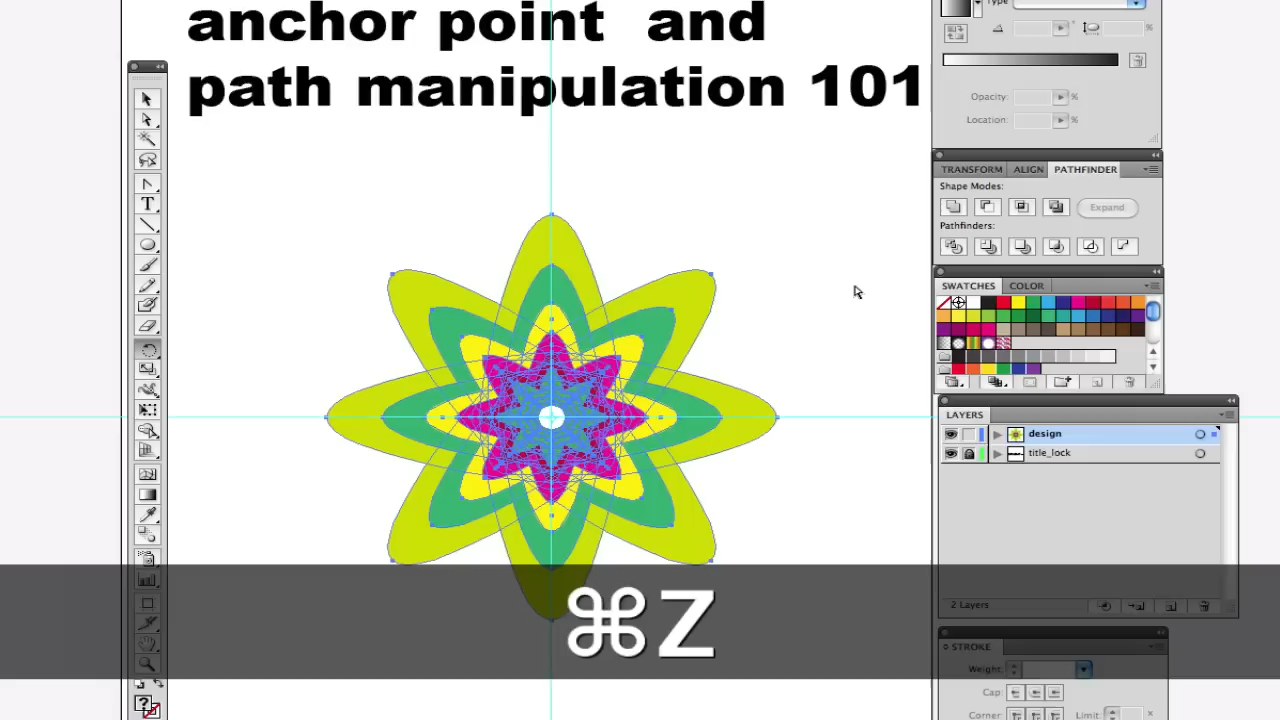 anchor point and
path manipulation 101
Type
°
%
Opacity:
%
Location:
%
TRANSFORM ALIGN PATHFINDER
Shape Modes:
Expand
Pathfinders:
SWATCHES COLOR
LAYERS
design
title_lock
2 Layers
STROKE
Weight:
Cap:
Corner:
Limit:
T
?
⌘Z